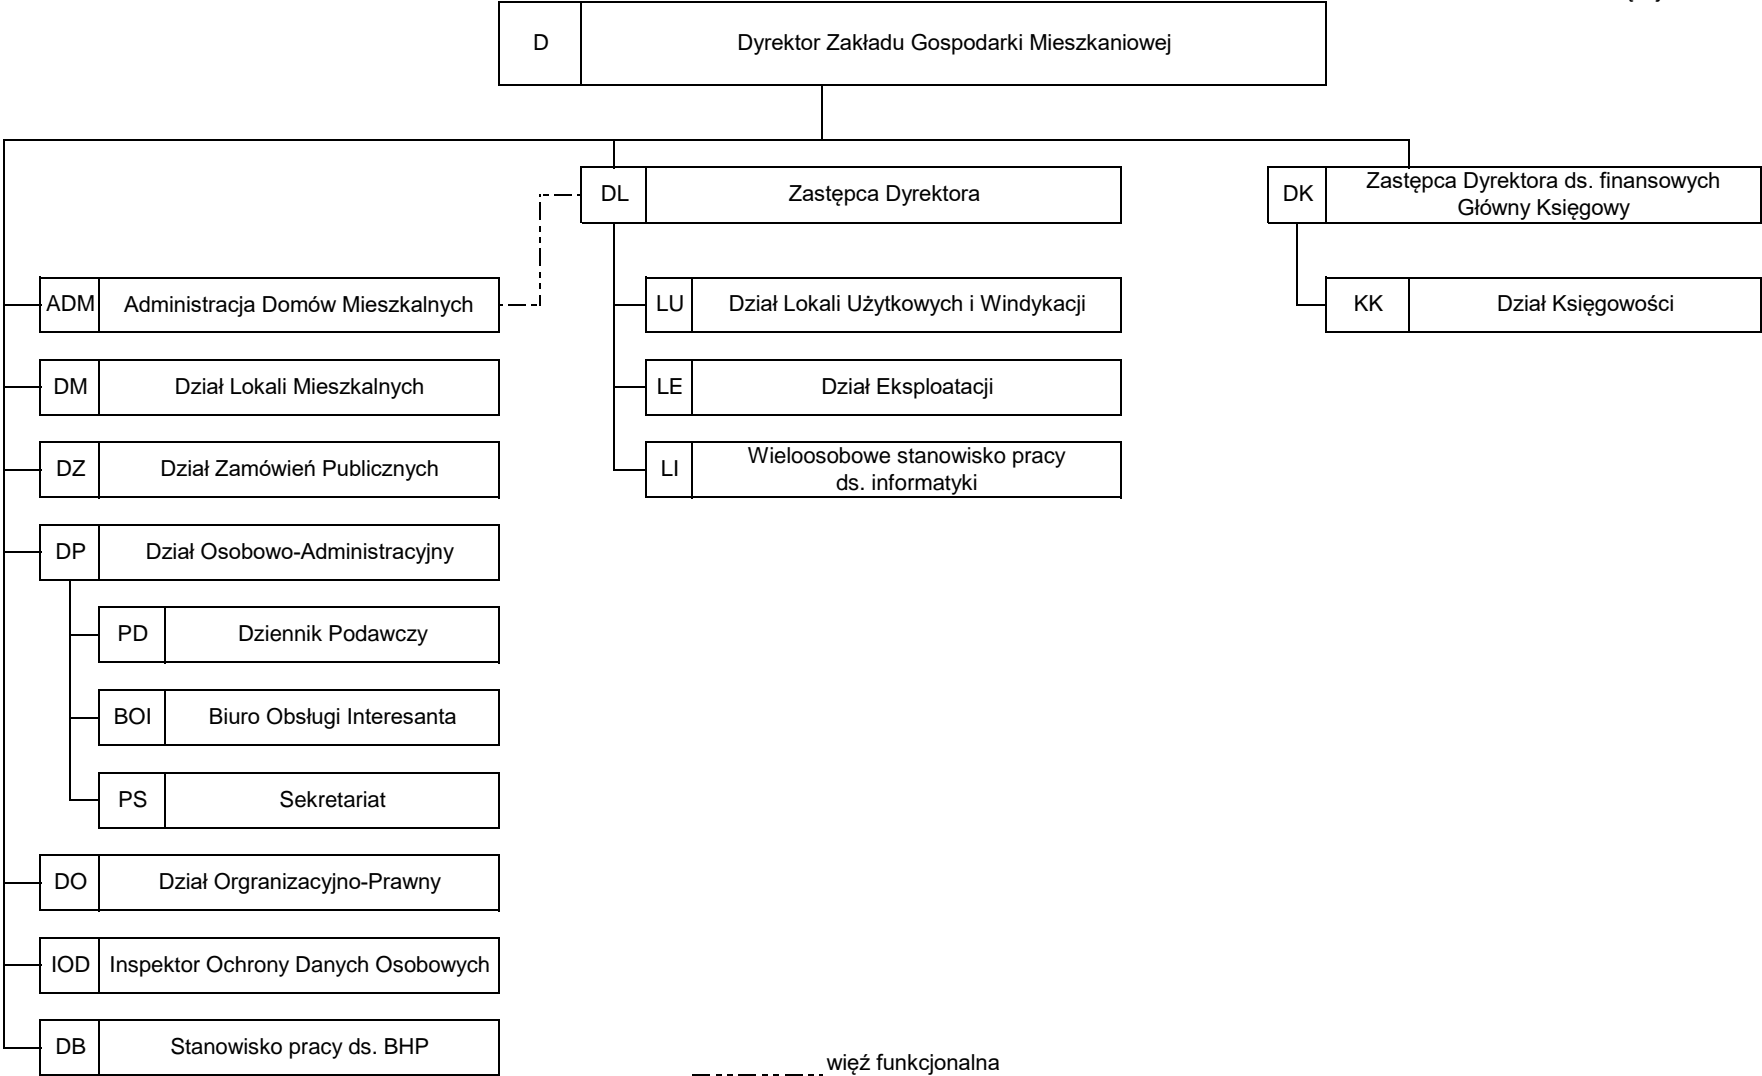 D Dyrektor Zakładu Gospodarki Mieszkaniowej
DL Zastępca Dyrektora
DK Zastępca Dyrektora ds. finansowych
Główny Księgowy
ADM Administracja Domów Mieszkalnych
LU Dział Lokali Użytkowych i Windykacji
KK Dział Księgowości
DM Dział Lokali Mieszkalnych
LE Dział Eksploatacji
DZ Dział Zamówień Publicznych
LI Wieloosobowe stanowisko pracy
ds. informatyki
DP Dział Osobowo-Administracyjny
PD Dziennik Podawczy
BOI Biuro Obsługi Interesanta
PS Sekretariat
DO Dział Orgranizacyjno-Prawny
IOD Inspektor Ochrony Danych Osobowych
DB Stanowisko pracy ds. BHP
więź funkcjonalna